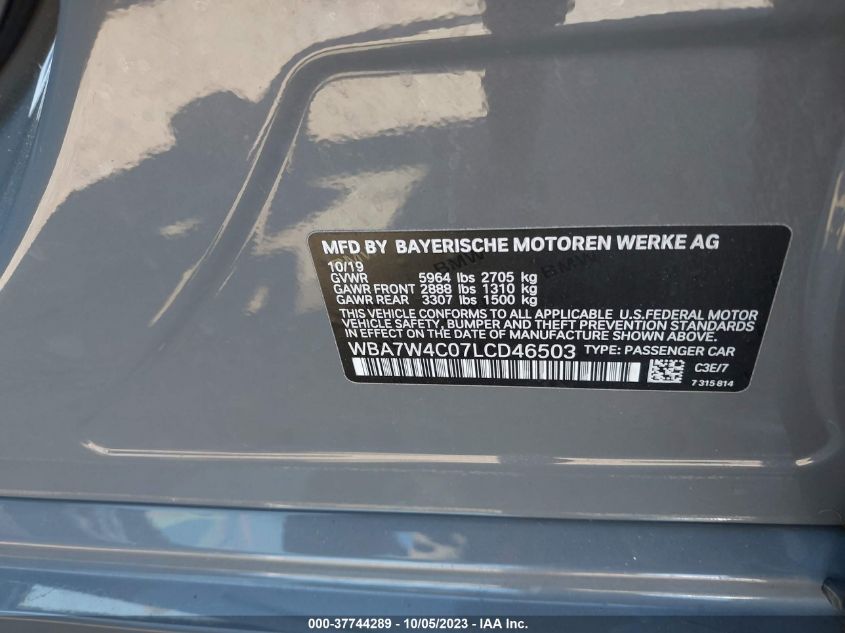 MFD BY BAYERISCHE MOTOREN WERKE AG
10/19
GVWR 5964 lbs 2705 kg
GAWR FRONT 2888 lbs 1310 kg
GAWR REAR 3307 lbs 1500 kg
THIS VEHICLE CONFORMS TO ALL APPLICABLE U.S.FEDERAL MOTOR
VEHICLE SAFETY, BUMPER AND THEFT PREVENTION STANDARDS
IN EFFECT ON THE DATE OF MANUFACTURE SHOWN ABOVE.
WBA7W4C07LCD46503 TYPE: PASSENGER CAR
C3E/7
7 315 814
000-37744289 - 10/05/2023 - IAA Inc.